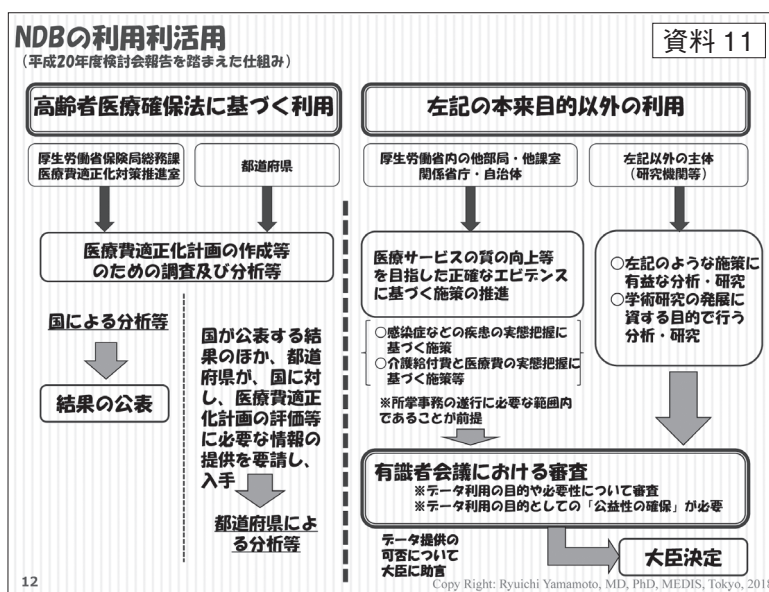 NDBの利用利活用
（平成20年度検討会報告を踏まえた仕組み）
資料 11
高齢者医療確保法に基づく利用
厚生労働省保険局総務課
医療費適正化対策推進室
都道府県
医療費適正化計画の作成等
のための調査及び分析等
国による分析等
結果の公表
国が公表する結
果のほか、都道
府県が、国に対
し、医療費適正
化計画の評価等
に必要な情報の
提供を要請し、
入手
都道府県によ
る分析等
左記の本来目的以外の利用
厚生労働省内の他部局・他課室
関係省庁・自治体
左記以外の主体
（研究機関等）
医療サービスの質の向上等
を目指した正確なエビデンス
に基づく施策の推進
○感染症などの疾患の実態把握に
基づく施策
○介護給付費と医療費の実態把握に
基づく施策等
※所掌事務の遂行に必要な範囲内
であることが前提
○左記のような施策に
有益な分析・研究
○学術研究の発展に
資する目的で行う
分析・研究
有識者会議における審査
※データ利用の目的や必要性について審査
※データ利用の目的としての「公益性の確保」が必要
データ提供の
可否について
大臣に助言
大臣決定
12
Copy Right: Ryuichi Yamamoto, MD, PhD, MEDIS, Tokyo, 2018